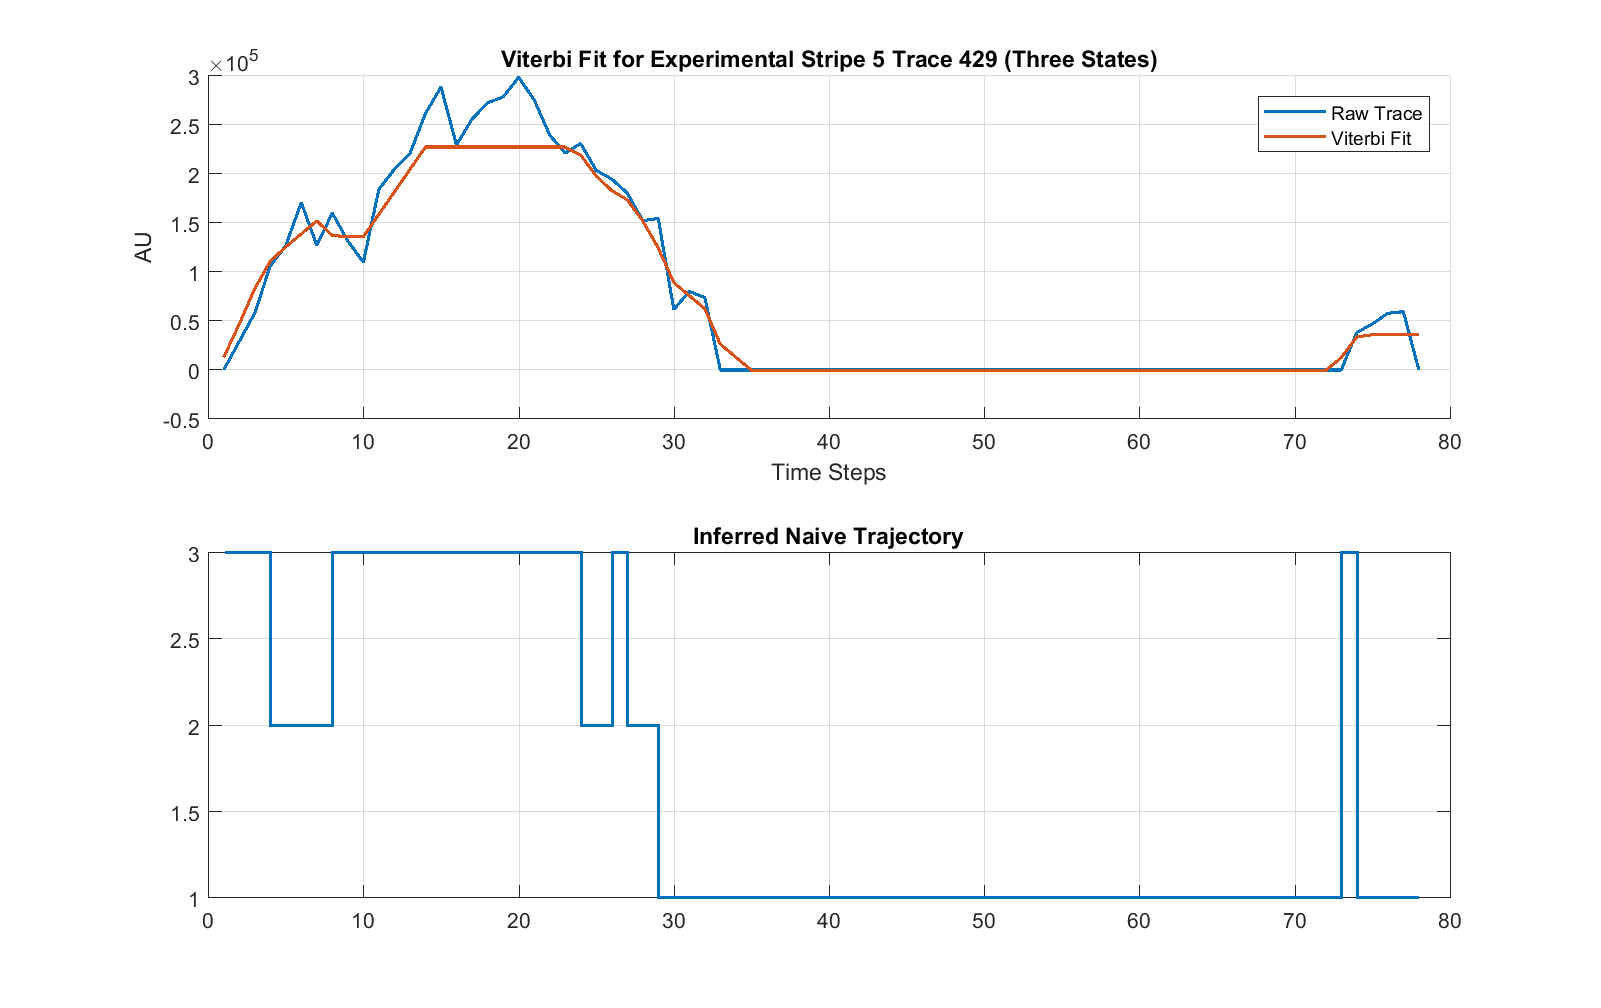 Viterbi Fit for Experimental Stripe 5 Trace 429 (Three States)
×10⁵
3
2.5
2
1.5
1
0.5
0
-0.5
AU
Raw Trace
Viterbi Fit
0 10 20 30 40 50 60 70 80
Time Steps
Inferred Naive Trajectory
3
2.5
2
1.5
1
0 10 20 30 40 50 60 70 80